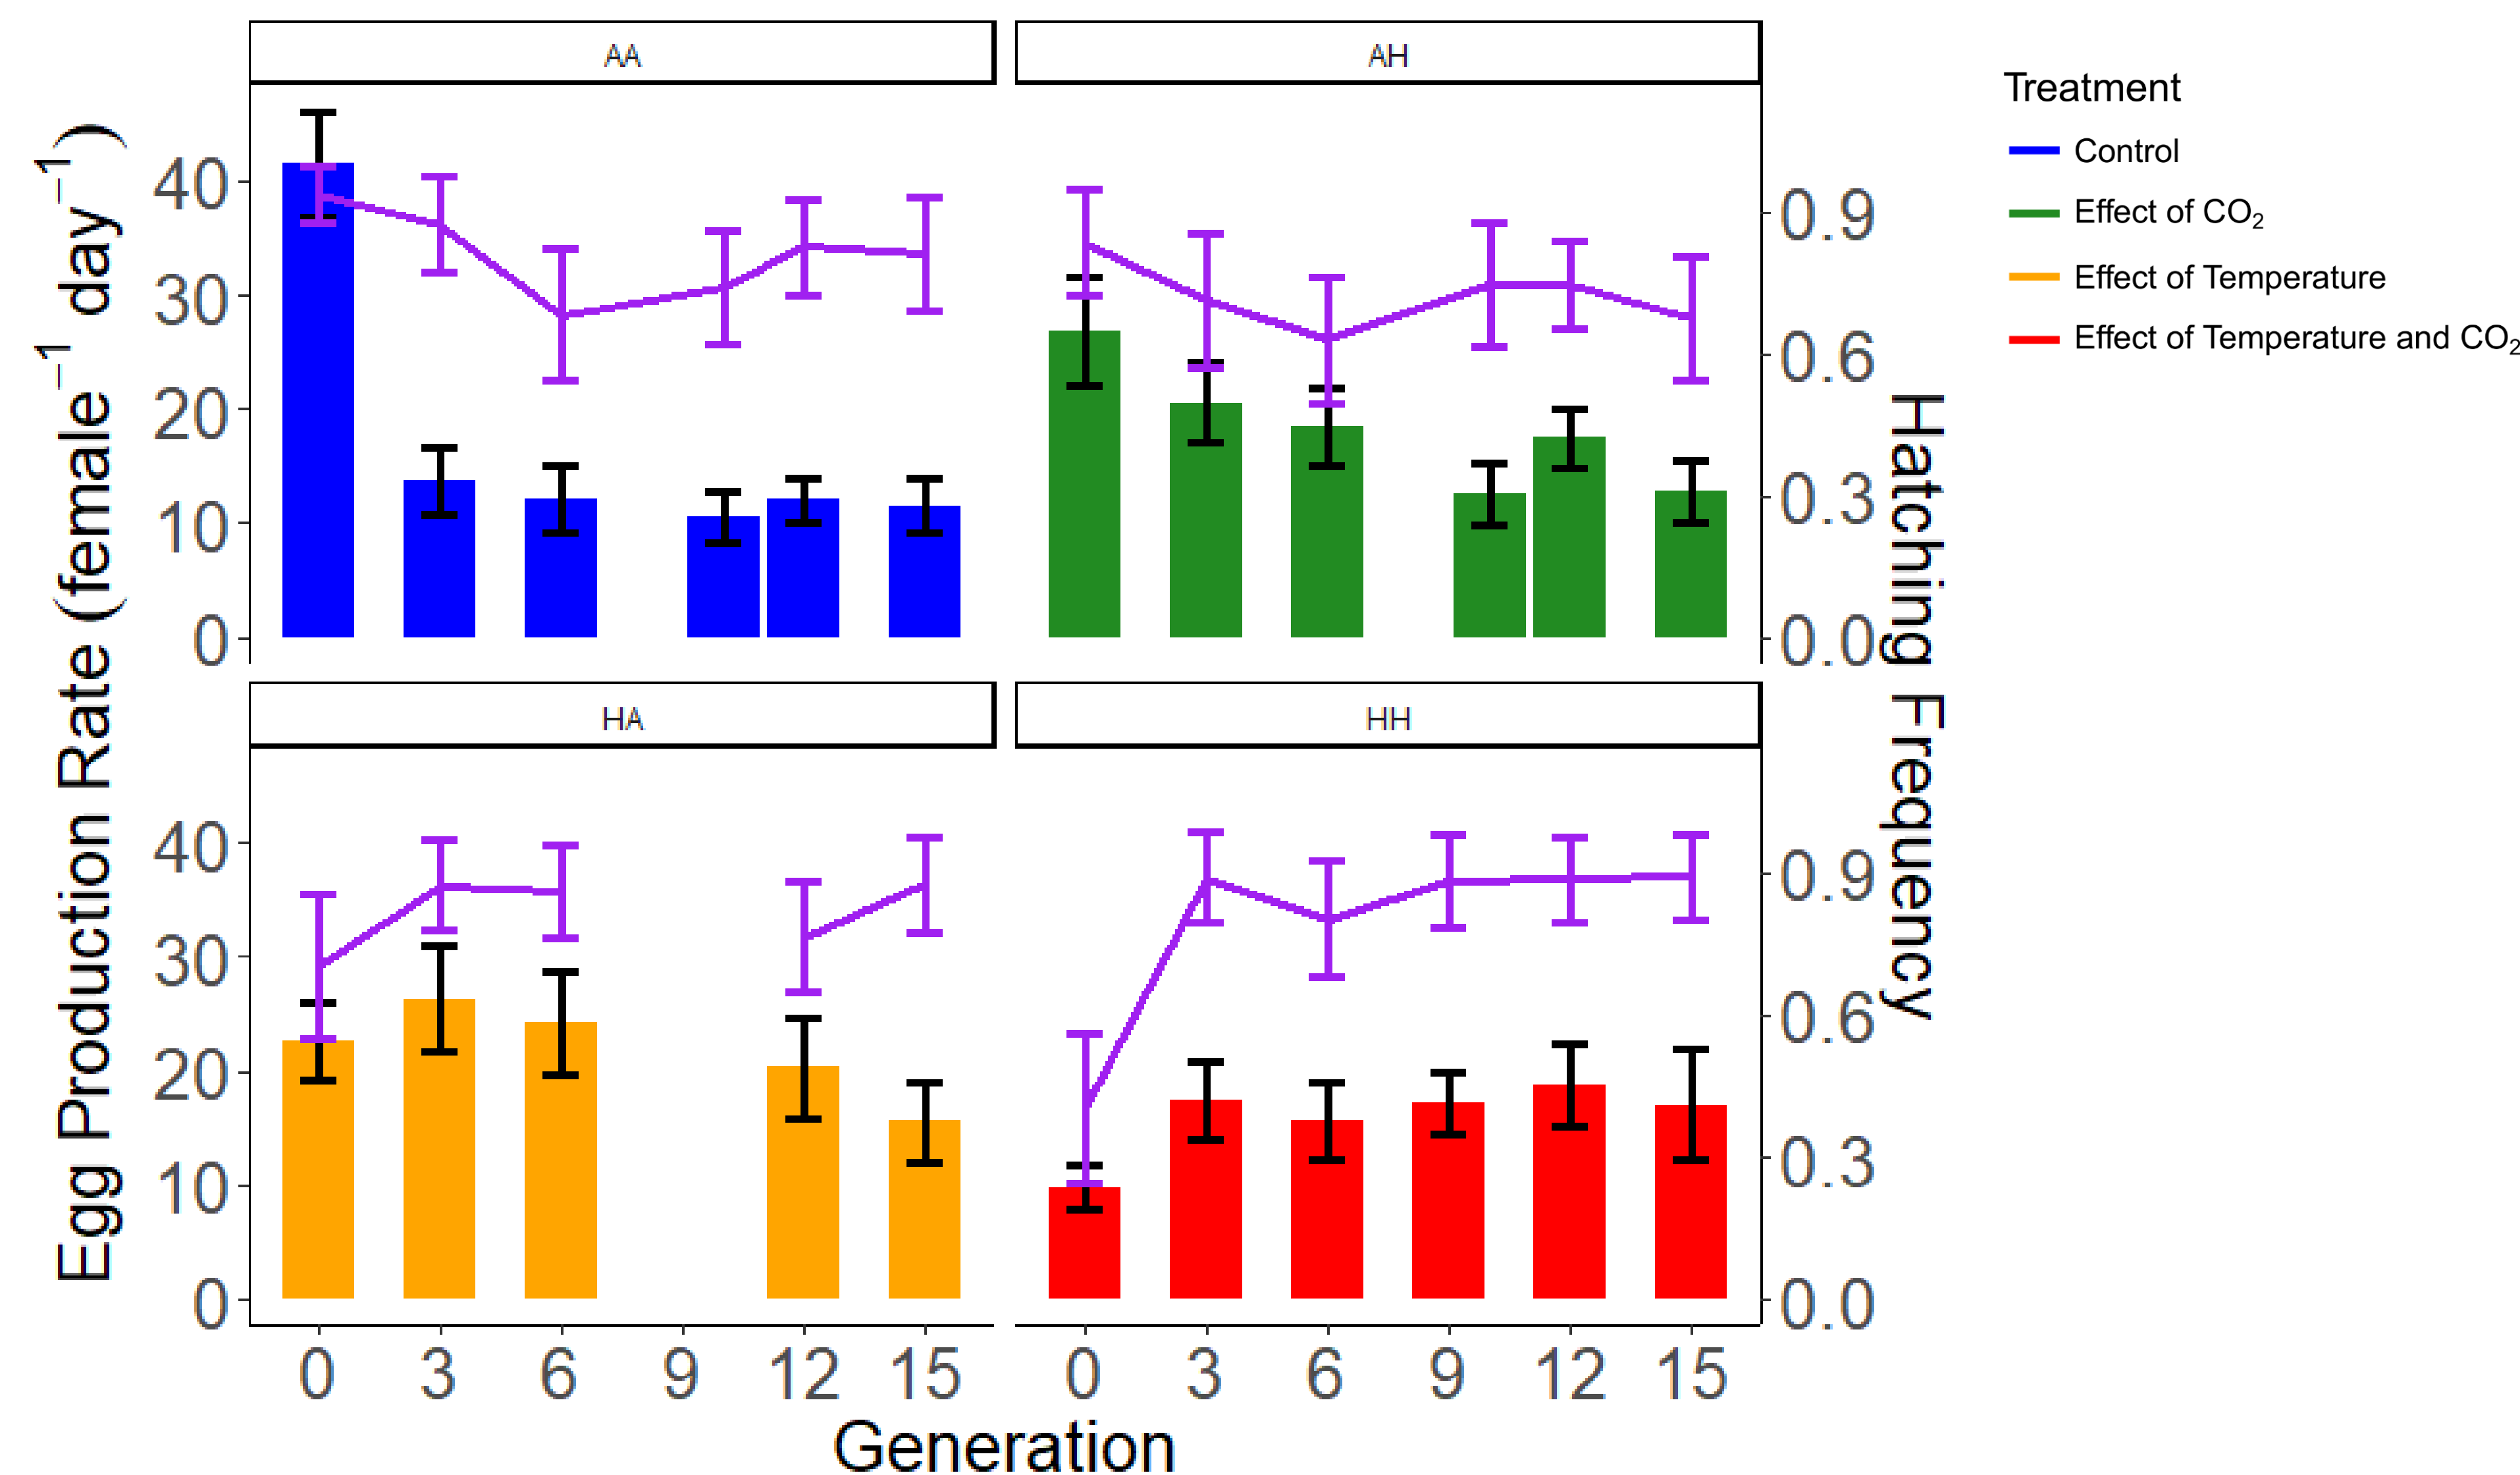 AA
AH
Egg Production Rate (female⁻¹ day⁻¹)
40
30
20
10
0
0.9
0.6
0.3
0.0
Hatching Frequency
HA
HH
40
30
20
10
0
0.9
0.6
0.3
0.0
0 3 6 9 12 15
0 3 6 9 12 15
Generation
Treatment
Control
Effect of CO₂
Effect of Temperature
Effect of Temperature and CO₂